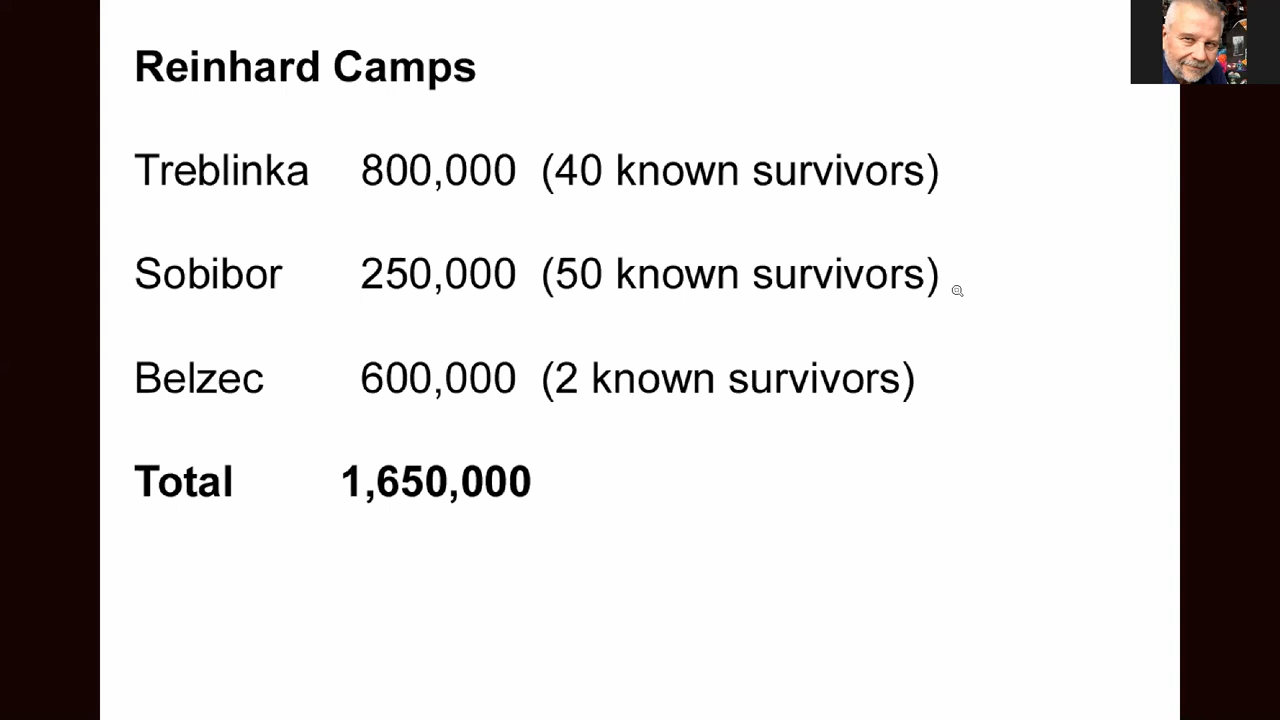 Reinhard Camps
Treblinka 800,000 (40 known survivors)
Sobibor 250,000 (50 known survivors)
Belzec 600,000 (2 known survivors)
Total 1,650,000